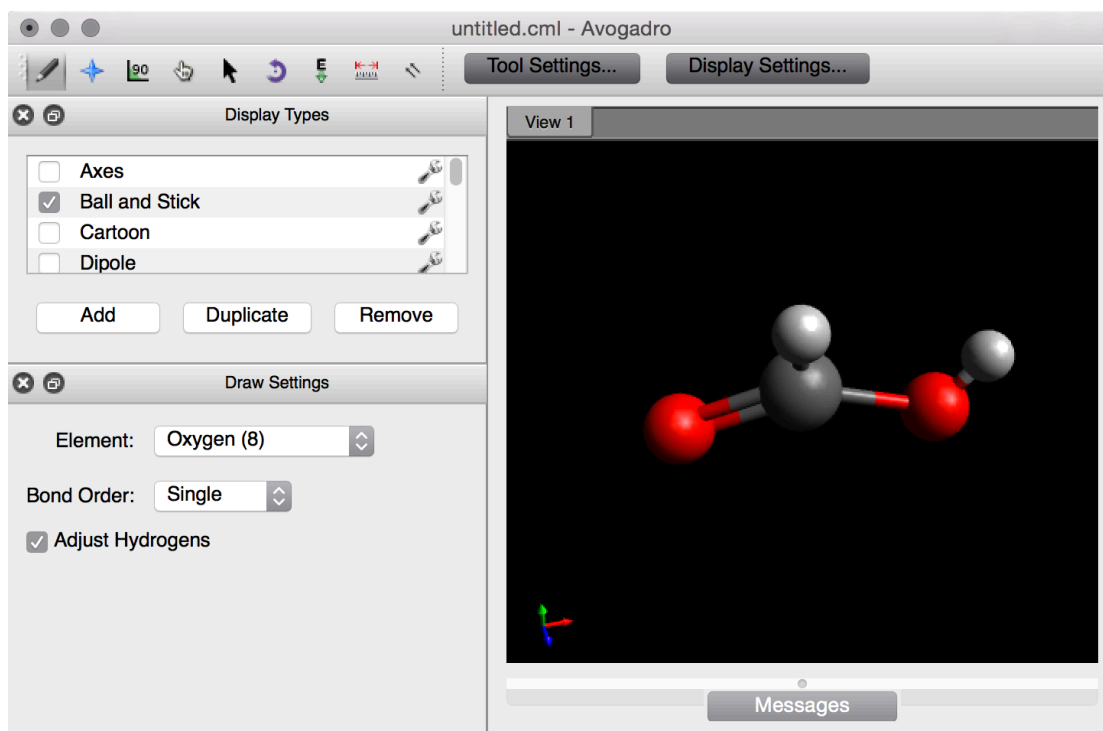 untitled.cml - Avogadro
90
E
Tool Settings...
Display Settings...
Display Types
Axes
Ball and Stick
Cartoon
Dipole
Add
Duplicate
Remove
Draw Settings
Element:
Oxygen (8)
Bond Order:
Single
Adjust Hydrogens
View 1
Messages